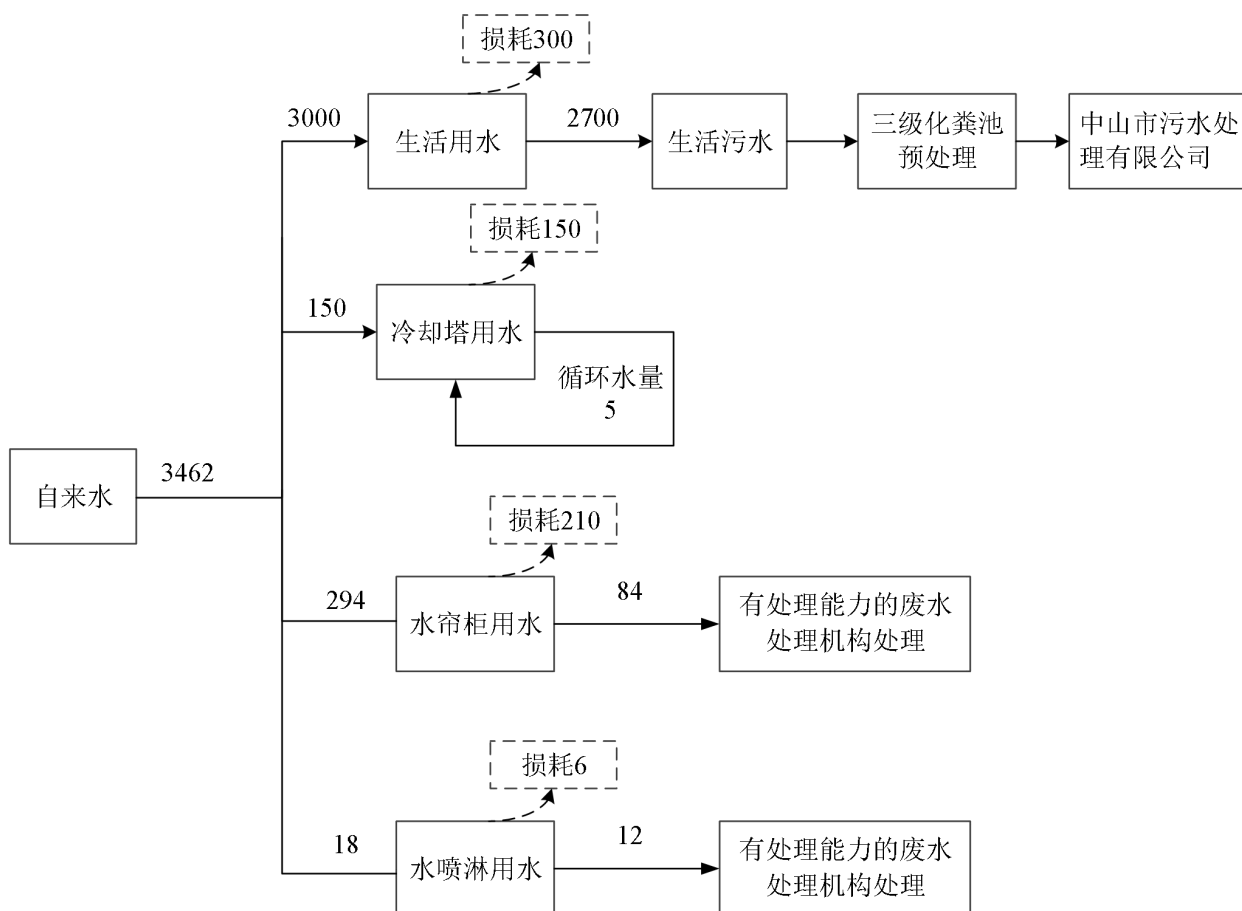 损耗300
3000
生活用水
2700
生活污水
三级化粪池
预处理
中山市污水处
理有限公司
损耗150
150
冷却塔用水
循环水量
5
自来水
3462
损耗210
294
水帘柜用水
84
有处理能力的废水
处理机构处理
损耗6
18
水喷淋用水
12
有处理能力的废水
处理机构处理